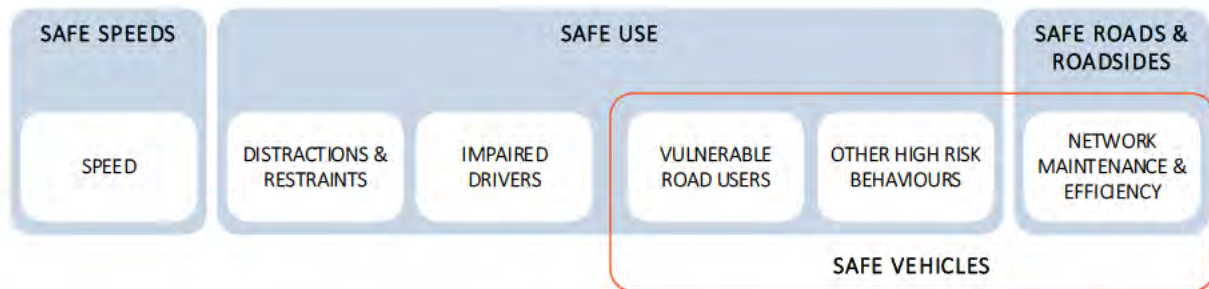 SAFE SPEEDS
SAFE USE
SAFE ROADS &
ROADSIDES
SPEED
DISTRACTIONS &
RESTRAINTS
IMPAIRED
DRIVERS
VULNERABLE
ROAD USERS
OTHER HIGH RISK
BEHAVIOURS
NETWORK
MAINTENANCE &
EFFICIENCY
SAFE VEHICLES